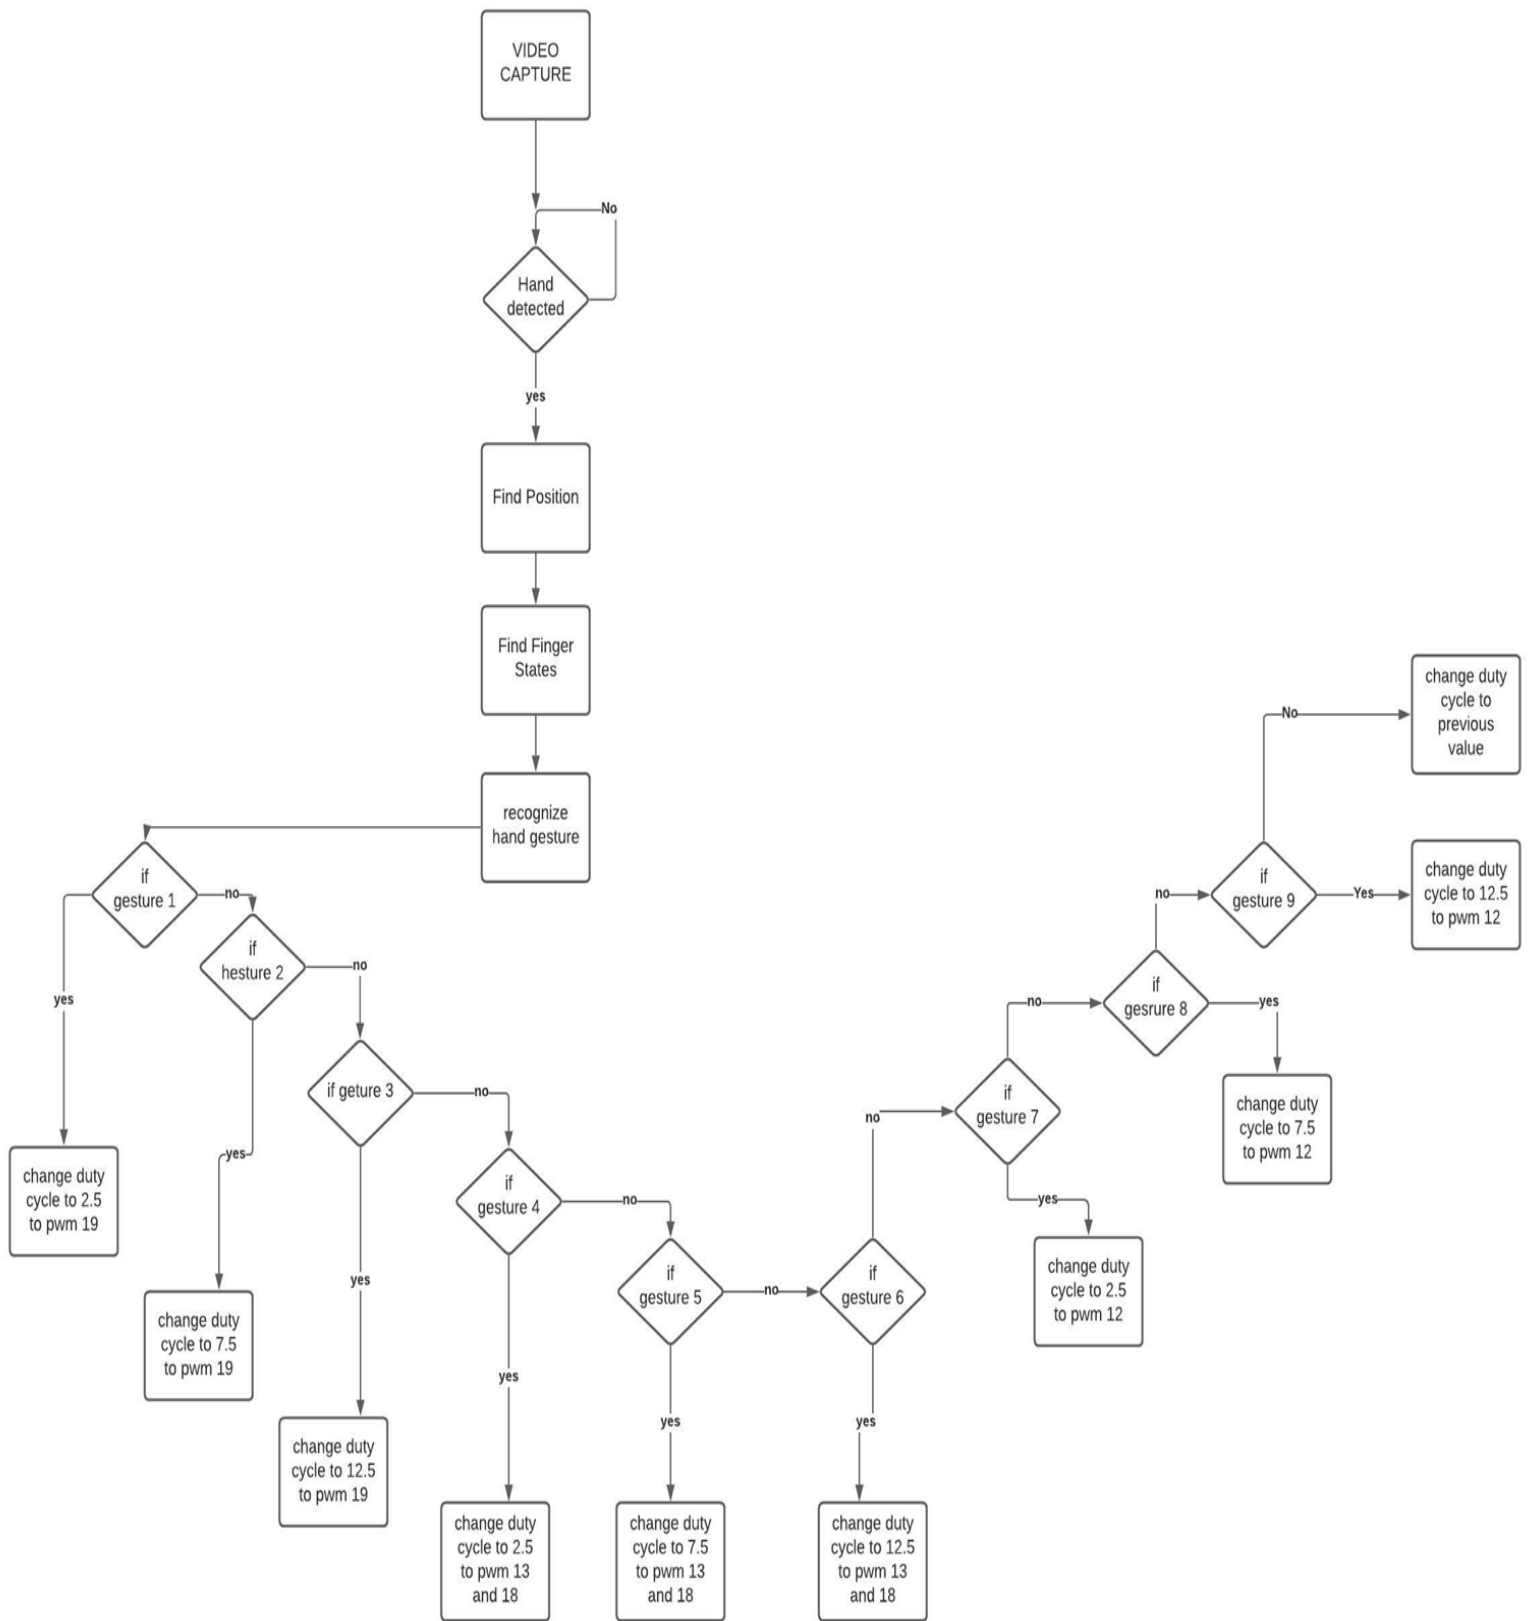 VIDEO
CAPTURE
No
Hand
detected
yes
Find Position
Find Finger
States
recognize
hand gesture
if
gesture 1
no
yes
change duty
cycle to 2.5
to pwm 19
if
hesture 2
no
yes
change duty
cycle to 7.5
to pwm 19
if geture 3
no
yes
change duty
cycle to 12.5
to pwm 19
if
gesture 4
no
yes
change duty
cycle to 2.5
to pwm 13
and 18
if
gesture 5
no
yes
change duty
cycle to 7.5
to pwm 13
and 18
if
gesture 6
no
yes
change duty
cycle to 12.5
to pwm 13
and 18
if
gesture 7
no
yes
change duty
cycle to 2.5
to pwm 12
if
gesrure 8
no
yes
change duty
cycle to 7.5
to pwm 12
if
gesture 9
Yes
change duty
cycle to 12.5
to pwm 12
No
change duty
cycle to
previous
value